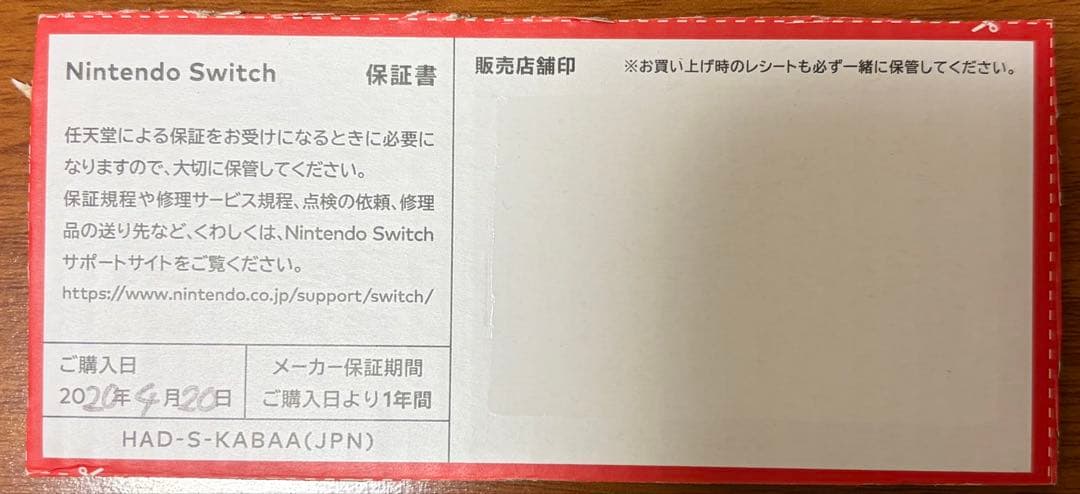 Nintendo Switch 保証書
任天堂による保証をお受けになるときに必要に
なりますので、大切に保管してください。
保証規程や修理サービス規程、点検の依頼、修理
品の送り先など、くわしくは、Nintendo Switch
サポートサイトをご覧ください。
https://www.nintendo.co.jp/support/switch/
ご購入日
2020年4月20日
メーカー保証期間
ご購入日より1年間
HAD-S-KABAA(JPN)
販売店舗印 ※お買い上げ時のレシートも必ず一緒に保管してください。